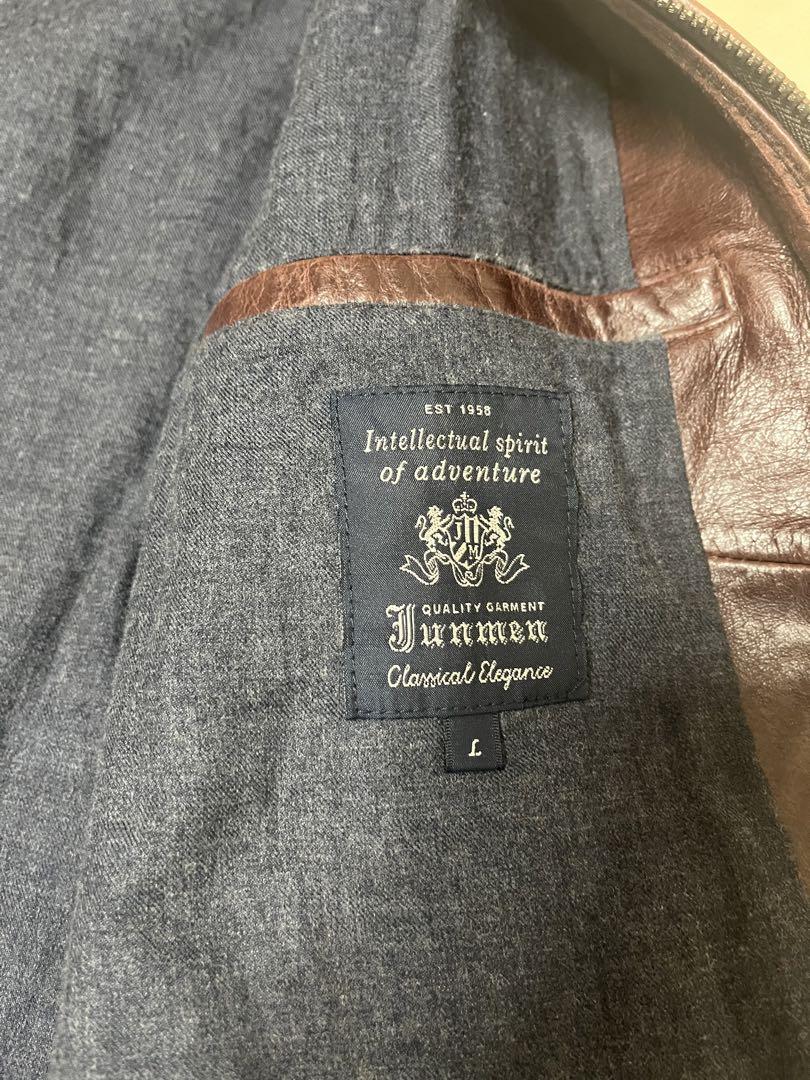 EST 1958
Intellectual spirit
of adventure
J
M
QUALITY GARMENT
Junmen
Classical Elegance
L